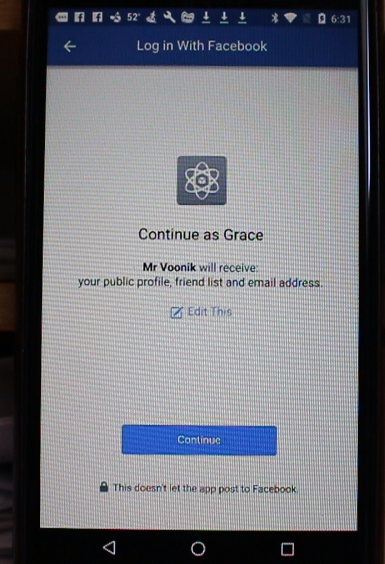 52° 6:31
Log in With Facebook
Continue as Grace
Mr Voonik will receive:
your public profile, friend list and email address.
Edit This
Continue
This doesn't let the app post to Facebook